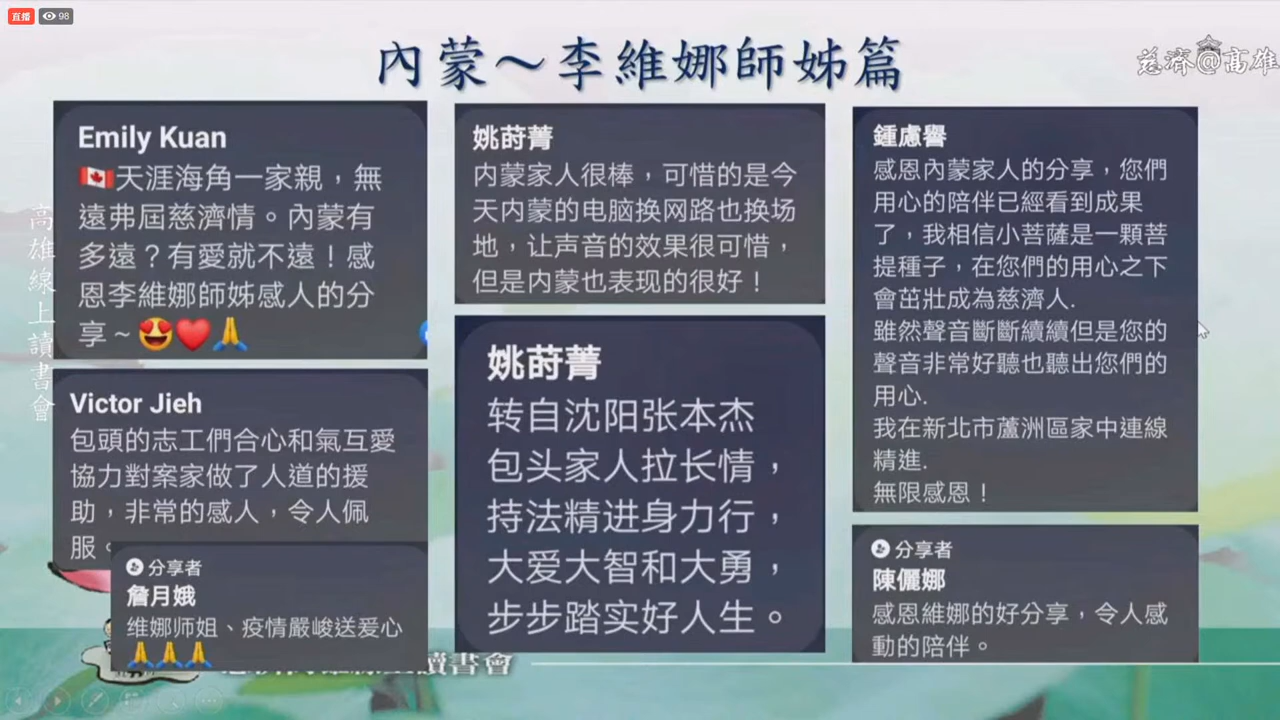 直播 98
內蒙～李維娜師姊篇
慈濟@高雄
高雄線上讀書會
Emily Kuan
🇨🇦天涯海角一家親，無
遠弗屆慈濟情。內蒙有
多遠？有愛就不遠！感
恩李維娜師姊感人的分
享～😍❤️🙏
Victor Jieh
包頭的志工們合心和氣互愛
協力對案家做了人道的援
助，非常的感人，令人佩
服。
分享者
詹月娥
维娜师姐、疫情嚴峻送爱心
🙏🙏🙏
姚莳菁
内蒙家人很棒，可惜的是今
天内蒙的电脑换网路也换场
地，让声音的效果很可惜，
但是内蒙也表现的很好！
姚莳菁
转自沈阳张本杰
包头家人拉长情，
持法精进身力行，
大爱大智和大勇，
步步踏实好人生。
鍾慮譽
感恩內蒙家人的分享，您們
用心的陪伴已經看到成果
了，我相信小菩薩是一顆菩
提種子，在您們的用心之下
會茁壯成為慈濟人.
雖然聲音斷斷續續但是您的
聲音非常好聽也聽出您們的
用心.
我在新北市蘆洲區家中連線
精進.
無限感恩！
分享者
陳儷娜
感恩維娜的好分享，令人感
動的陪伴。
讀書會